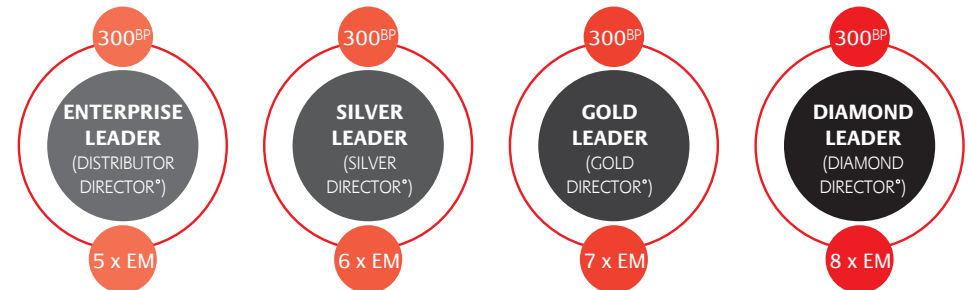 300BP
ENTERPRISE
LEADER
(DISTRIBUTOR
DIRECTOR°)
5 x EM
300BP
SILVER
LEADER
(SILVER
DIRECTOR°)
6 x EM
300BP
GOLD
LEADER
(GOLD
DIRECTOR°)
7 x EM
300BP
DIAMOND
LEADER
(DIAMOND
DIRECTOR°)
8 x EM